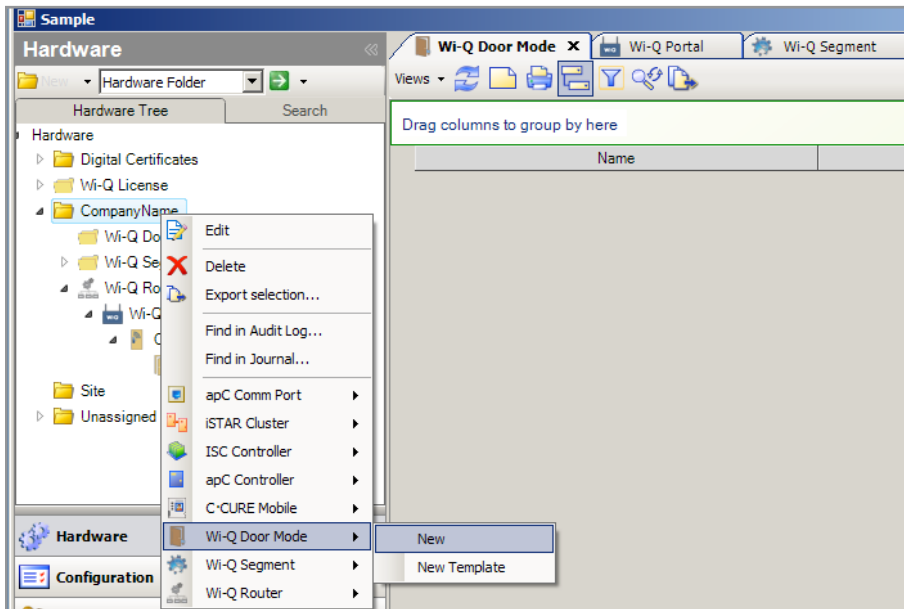 Sample
Hardware
New
Hardware Folder
Hardware Tree
Search
Hardware
Digital Certificates
Wi-Q License
CompanyName
Wi-Q Do
Wi-Q Se
Wi-Q Ro
Wi-Q
C
Site
Unassigned
Edit
Delete
Export selection...
Find in Audit Log...
Find in Journal...
apC Comm Port
iSTAR Cluster
ISC Controller
apC Controller
C•CURE Mobile
Wi-Q Door Mode
Wi-Q Segment
Wi-Q Router
New
New Template
Hardware
Configuration
Wi-Q Door Mode
Wi-Q Portal
Wi-Q Segment
Views
Drag columns to group by here
Name